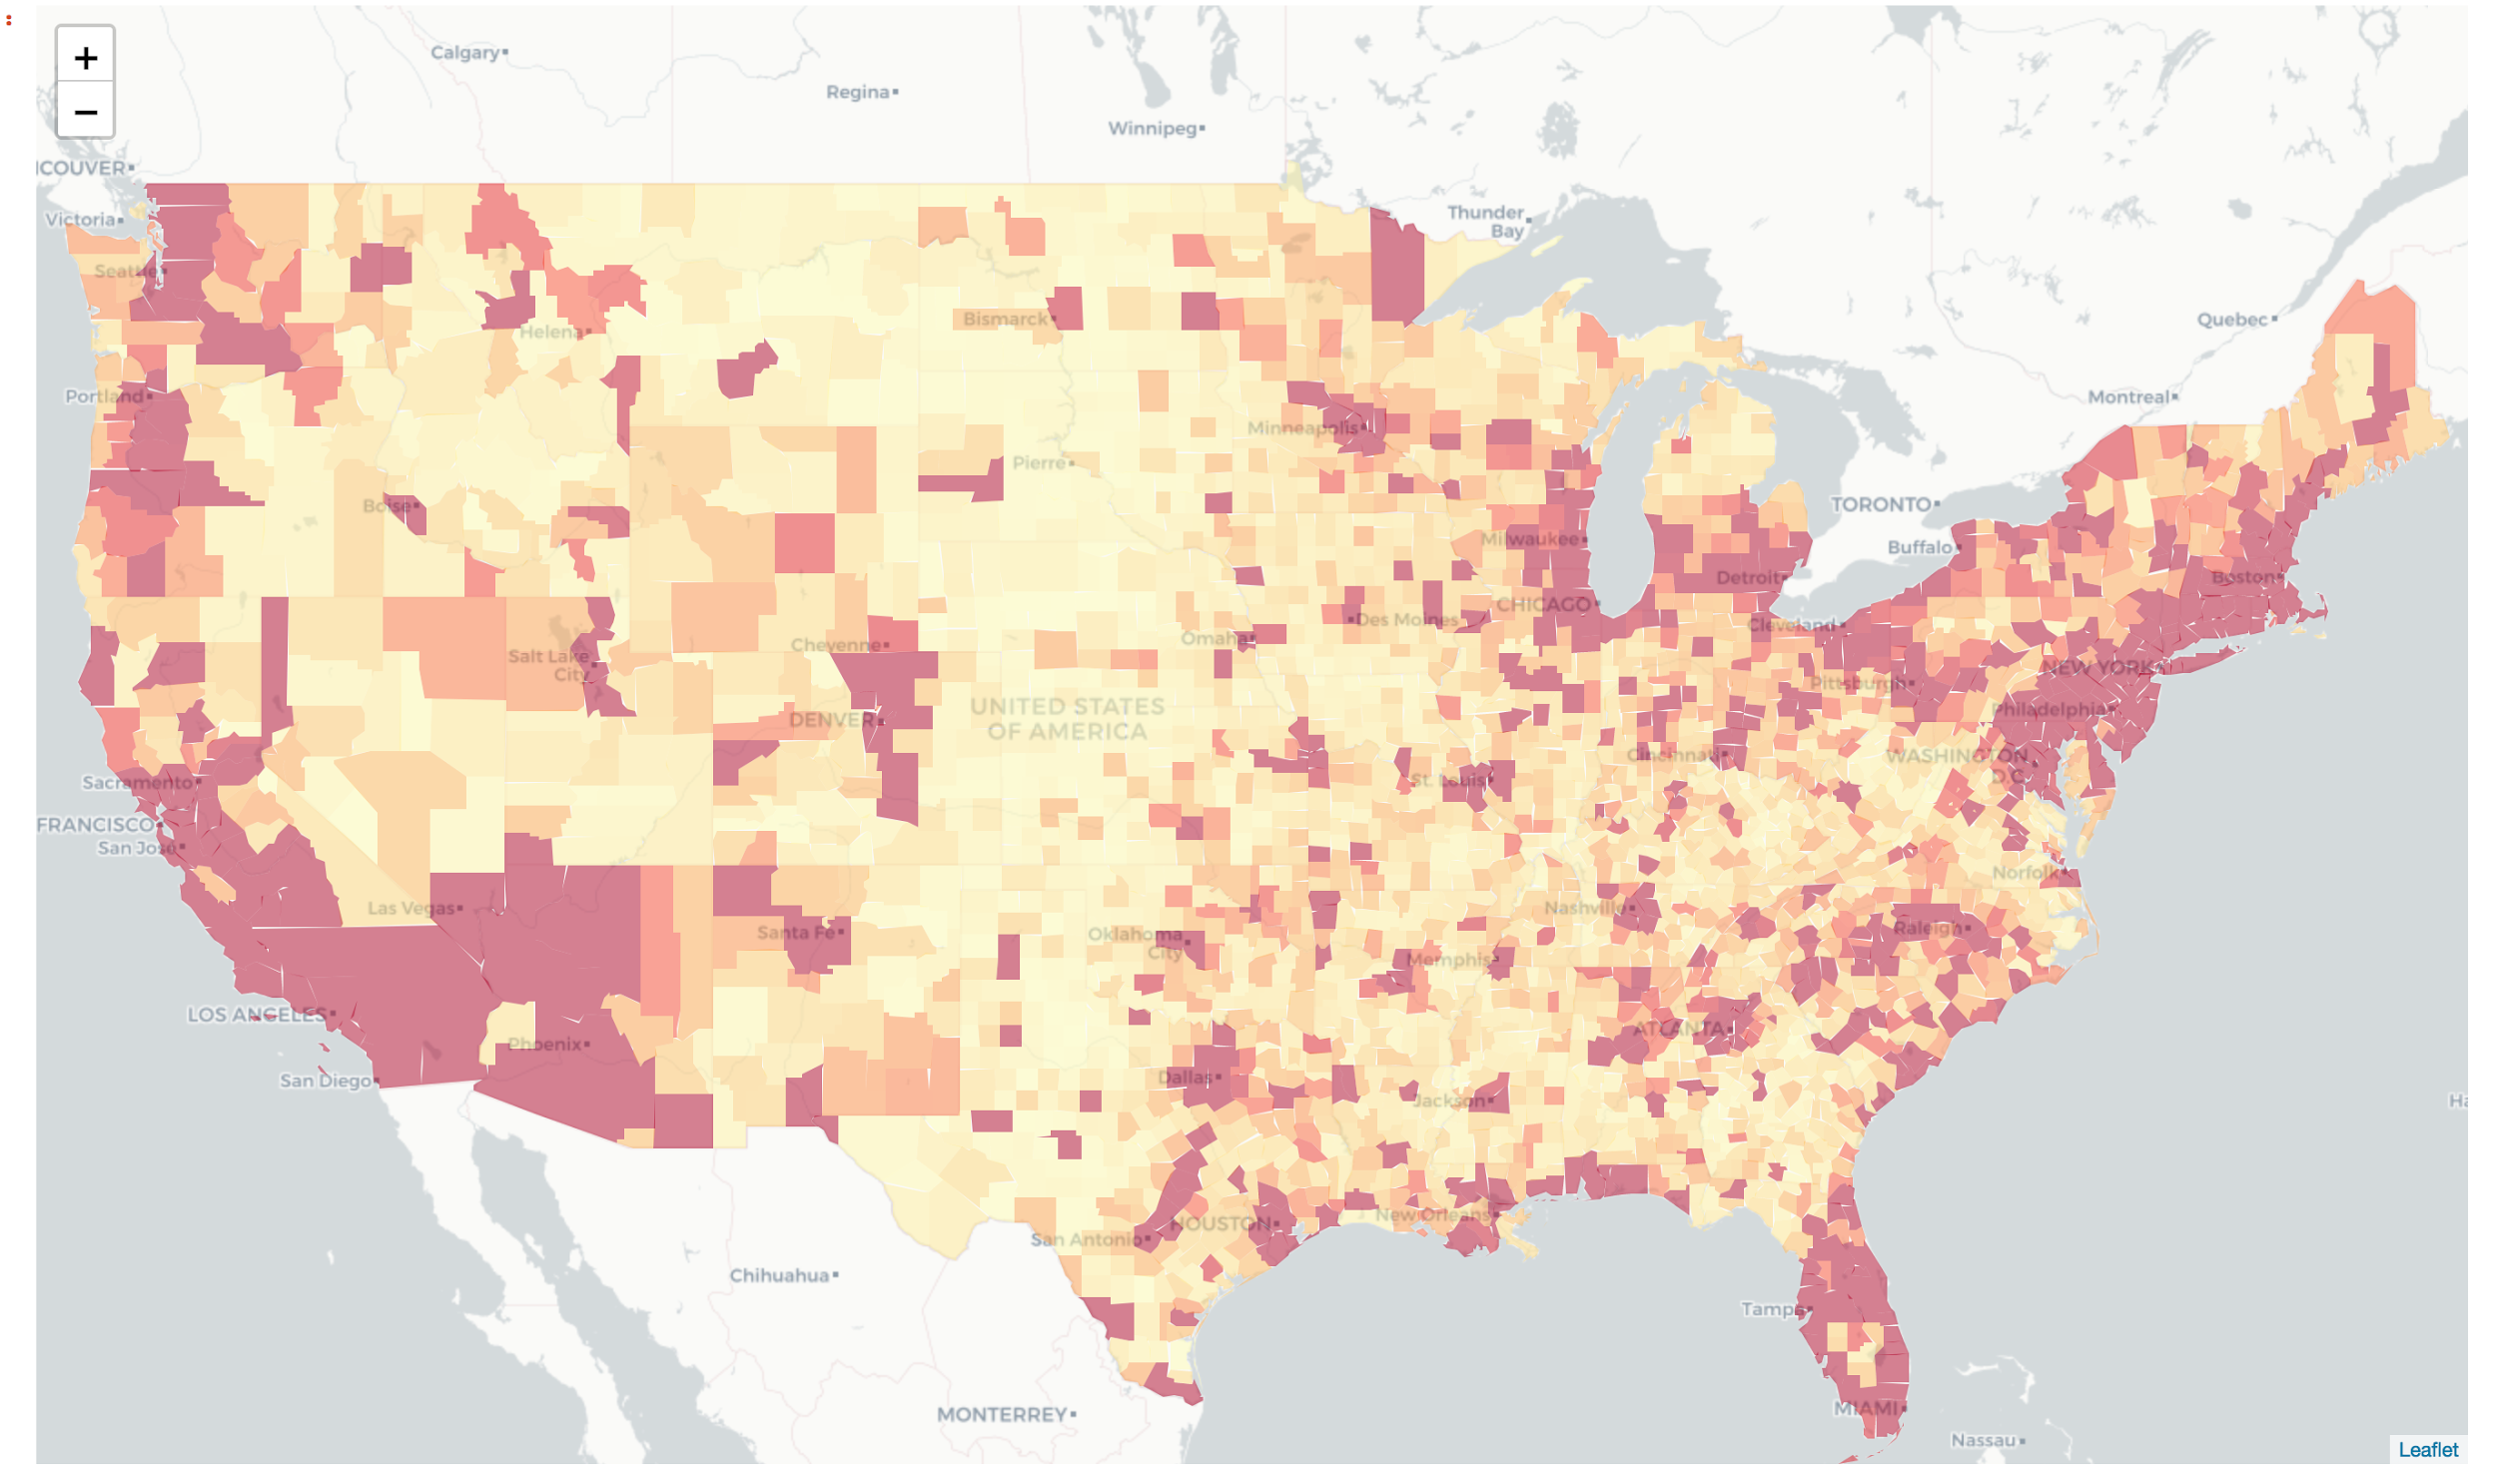 :
+
−
Calgary
Regina
Winnipeg
NCOUVER
Victoria
Thunder
Bay
Seattle
Quebec
Bismarck
Helena
Montreal
Portland
Minneapolis
Pierre
TORONTO
Boise
Milwaukee
Buffalo
Detroit
Boston
CHICAGO
Des Moines
Cleveland
Omaha
Cheyenne
Salt Lake
City
NEW YORK
Pittsburgh
UNITED STATES
OF AMERICA
Philadelphia
DENVER
Cincinnati
WASHINGTON
D.C.
Sacramento
St. Louis
FRANCISCO
San Jose
Norfolk
Las Vegas
Nashville
Santa Fe
Oklahoma
City
Raleigh
Memphis
LOS ANGELES
ATLANTA
Phoenix
San Diego
Dallas
Jackson
Ha
New Orleans
HOUSTON
San Antonio
Chihuahua
Tampa
MIAMI
MONTERREY
Nassau
Leaflet